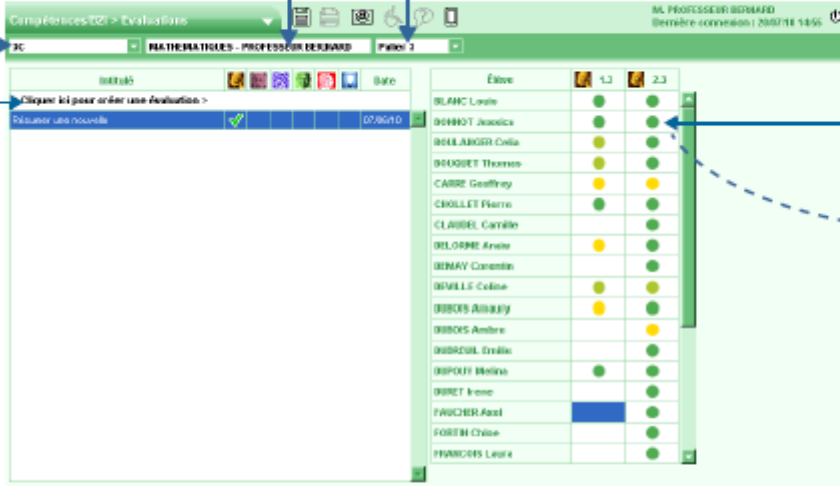 Compétences/B2I > Evaluations
M. PROFESSEUR BERNARD
Dernière connexion | 20/07/10 14:55
3C
MATHEMATIQUES - PROFESSEUR BERNARD
Palier 3
Intitulé Date
Cliquer ici pour créer une évaluation >
Résumer une nouvelle 07/06/10
Élève 1.3 2.3
BLANC Louis
BONNOT Jessica
BOULANGER Celia
BOUQUET Thomas
CARRE Geoffrey
CHOLLET Pierre
CLAUDEL Camille
DELORME Anaïs
DEMAY Corentin
DEVILLE Celine
DUBOIS Amaury
DUBOIS Ambre
DUBREUIL Emilie
DUPOUY Melina
DURET Irene
FAUCHER Axel
FORTIN Chloe
FRANCOIS Laura